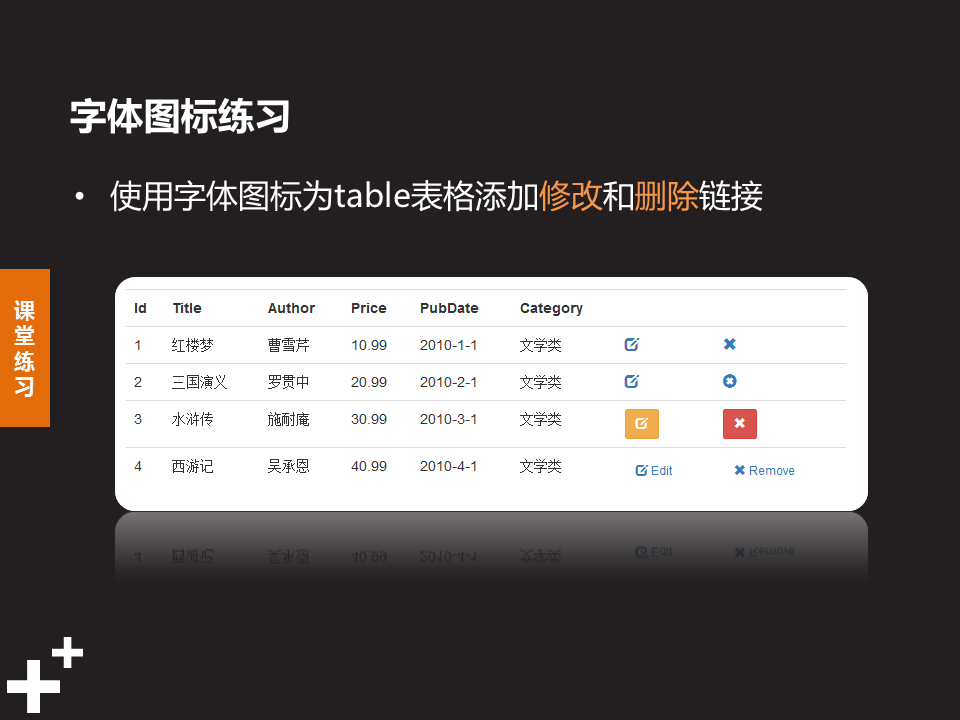 字体图标练习
• 使用字体图标为table表格添加修改和删除链接
课堂练习
Id Title Author Price PubDate Category
1 红楼梦 曹雪芹 10.99 2010-1-1 文学类
2 三国演义 罗贯中 20.99 2010-2-1 文学类
3 水浒传 施耐庵 30.99 2010-3-1 文学类
4 西游记 吴承恩 40.99 2010-4-1 文学类 Edit Remove